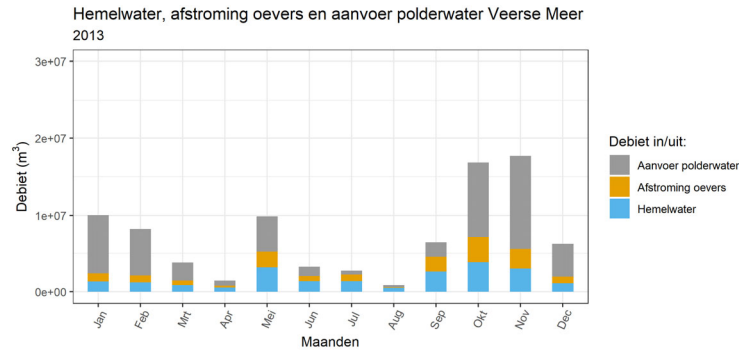 Hemelwater, afstroming oevers en aanvoer polderwater Veerse Meer
2013
3e+07
2e+07
1e+07
0e+00
Debiet (m³)
Jan Feb Mrt Apr Mei Jun Jul Aug Sep Okt Nov Dec
Maanden
Debiet in/uit:
Aanvoer polderwater
Afstroming oevers
Hemelwater